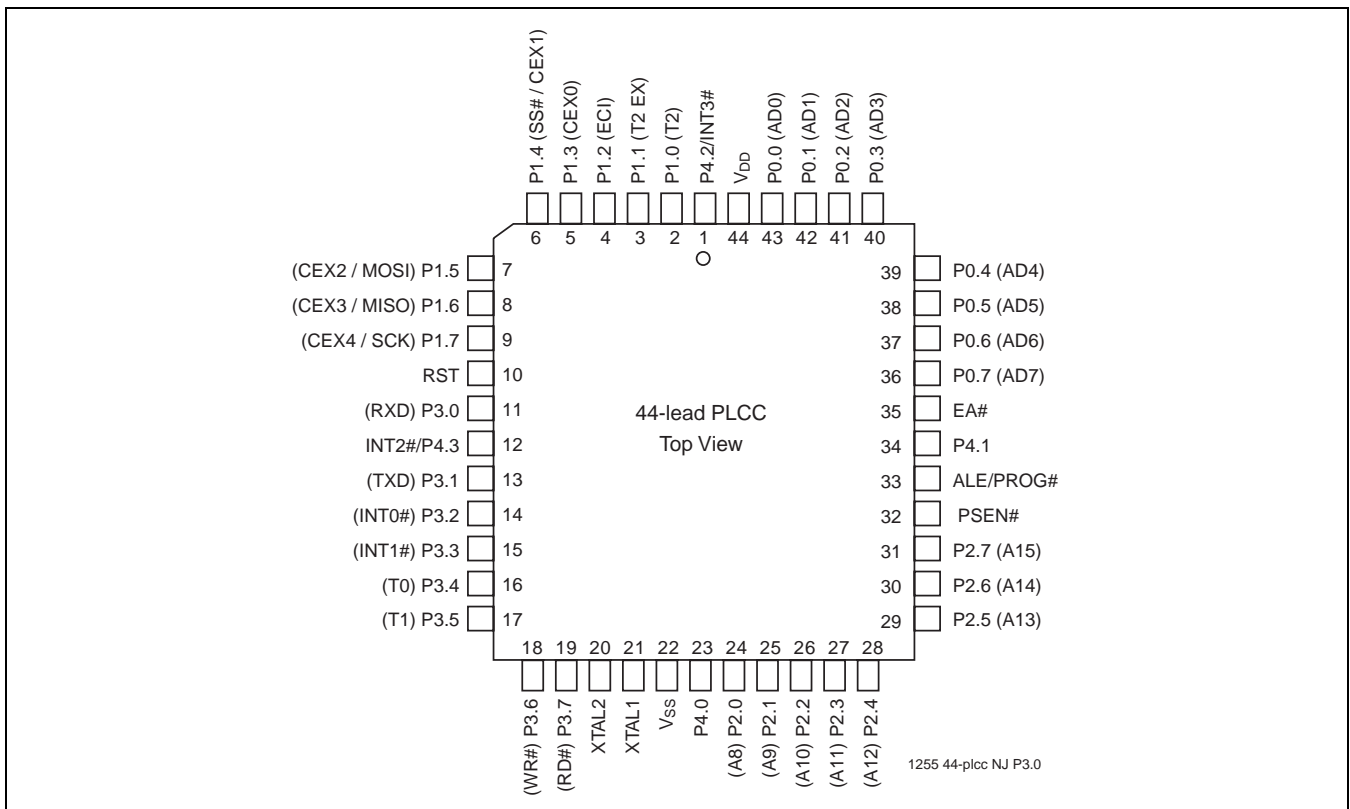 P1.4 (SS# / CEX1)
P1.3 (CEX0)
P1.2 (ECI)
P1.1 (T2 EX)
P1.0 (T2)
P4.2/INT3#
VDD
P0.0 (AD0)
P0.1 (AD1)
P0.2 (AD2)
P0.3 (AD3)
6 5 4 3 2 1 44 43 42 41 40
(CEX2 / MOSI) P1.5 7
(CEX3 / MISO) P1.6 8
(CEX4 / SCK) P1.7 9
RST 10
(RXD) P3.0 11
INT2#/P4.3 12
(TXD) P3.1 13
(INT0#) P3.2 14
(INT1#) P3.3 15
(T0) P3.4 16
(T1) P3.5 17
44-lead PLCC
Top View
39 P0.4 (AD4)
38 P0.5 (AD5)
37 P0.6 (AD6)
36 P0.7 (AD7)
35 EA#
34 P4.1
33 ALE/PROG#
32 PSEN#
31 P2.7 (A15)
30 P2.6 (A14)
29 P2.5 (A13)
18 19 20 21 22 23 24 25 26 27 28
(WR#) P3.6
(RD#) P3.7
XTAL2
XTAL1
VSS
P4.0
(A8) P2.0
(A9) P2.1
(A10) P2.2
(A11) P2.3
(A12) P2.4
1255 44-plcc NJ P3.0